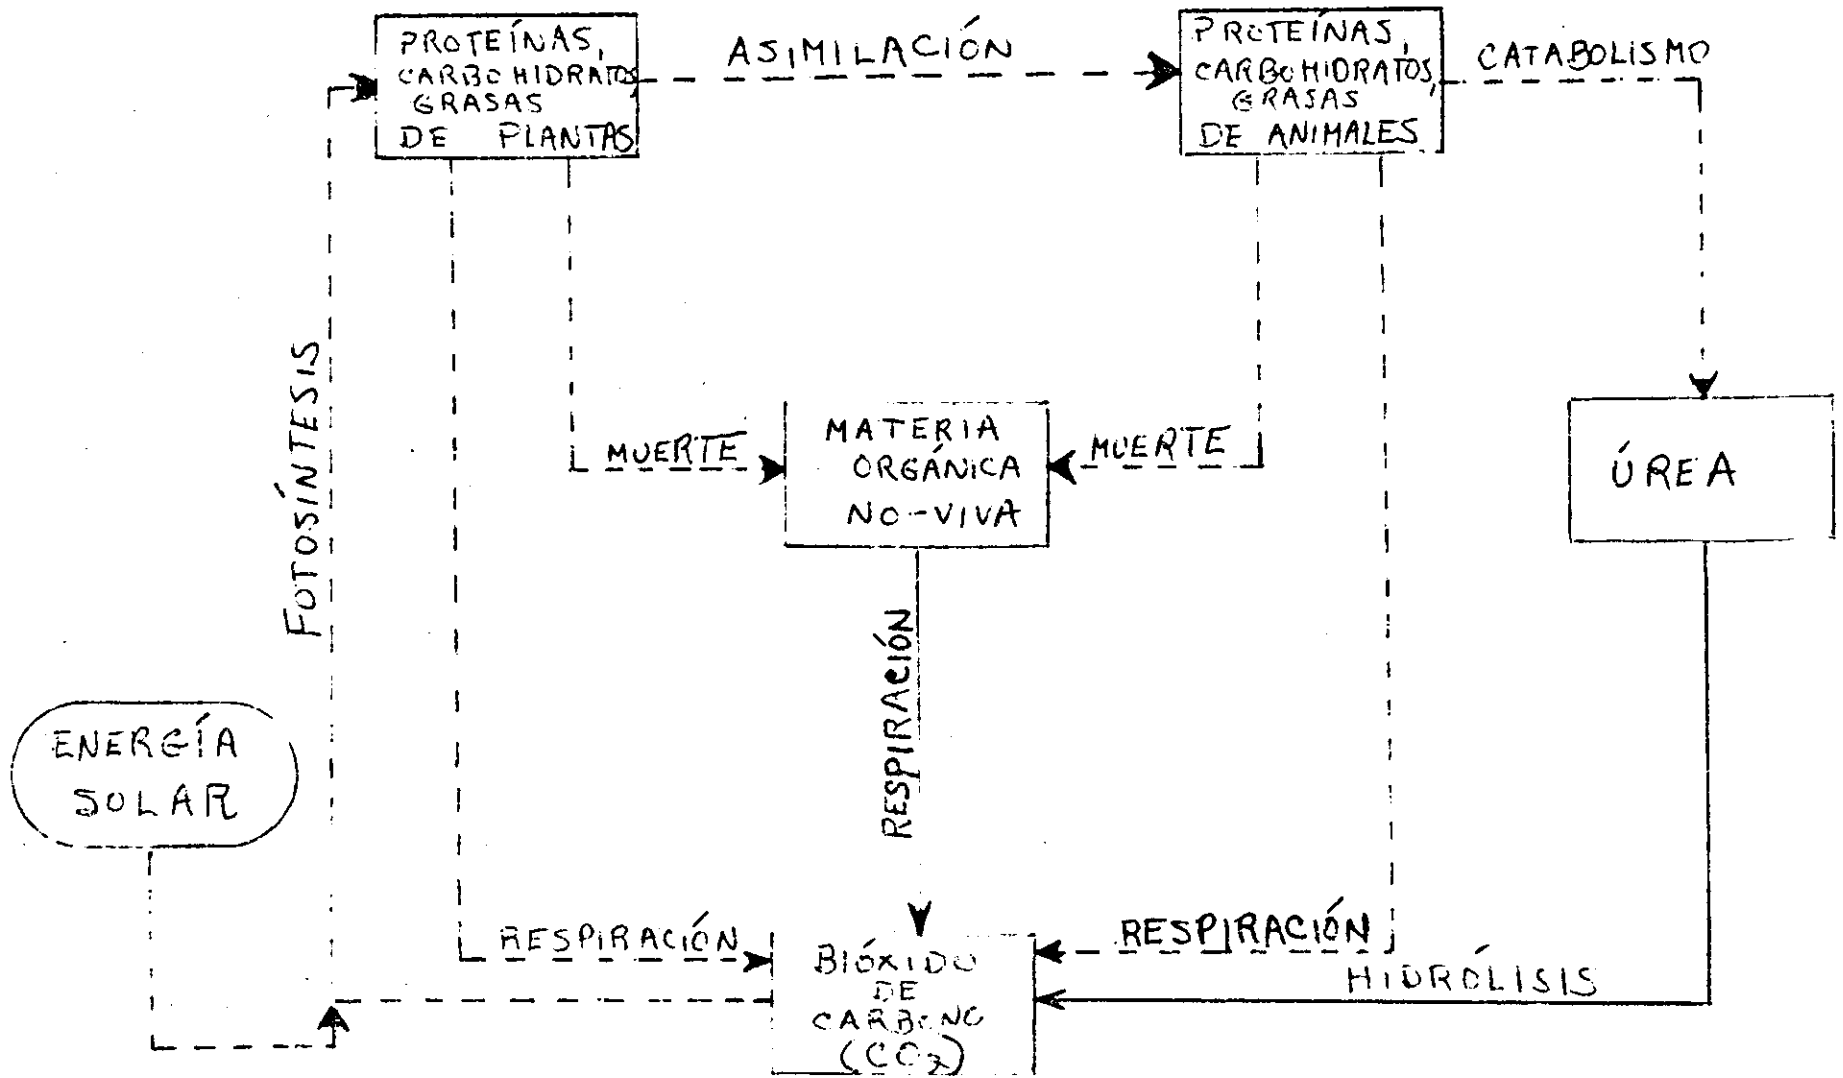 PROTEÍNAS,
CARBOHIDRATOS,
GRASAS
DE PLANTAS
ASIMILACIÓN
PROTEÍNAS,
CARBOHIDRATOS,
GRASAS
DE ANIMALES
CATABOLISMO
FOTOSÍNTESIS
MUERTE
MATERIA
ORGÁNICA
NO-VIVA
MUERTE
ÚREA
RESPIRACIÓN
ENERGÍA
SOLAR
RESPIRACIÓN
BIÓXIDO
DE
CARBONO
(CO2)
RESPIRACIÓN
HIDRÓLISIS